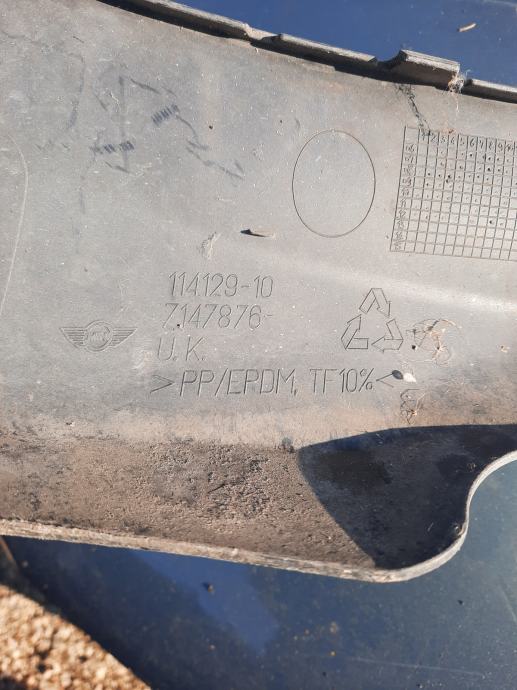 114129-10
7147876-
U.K.
>PP/EPDM, TF10%<